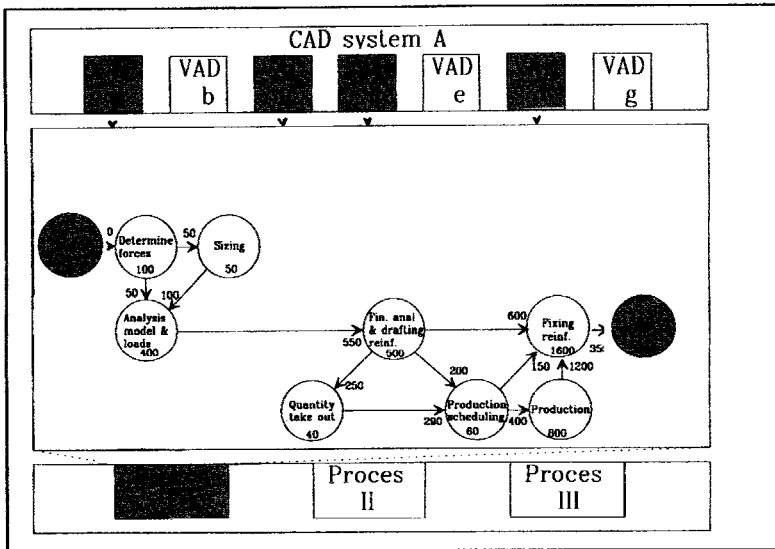 CAD system A
VAD
b
VAD
e
VAD
g
0
Determine
forces
100
50
Sizing
50
50
100
Analysis
model &
loads
400
550
Fin. anal
& drafting
reinf.
500
600
Fixing
reinf.
1600
350
250
200
150
1200
Quantity
take out
40
290
Production
scheduling
60
400
Production
800
Proces
II
Proces
III